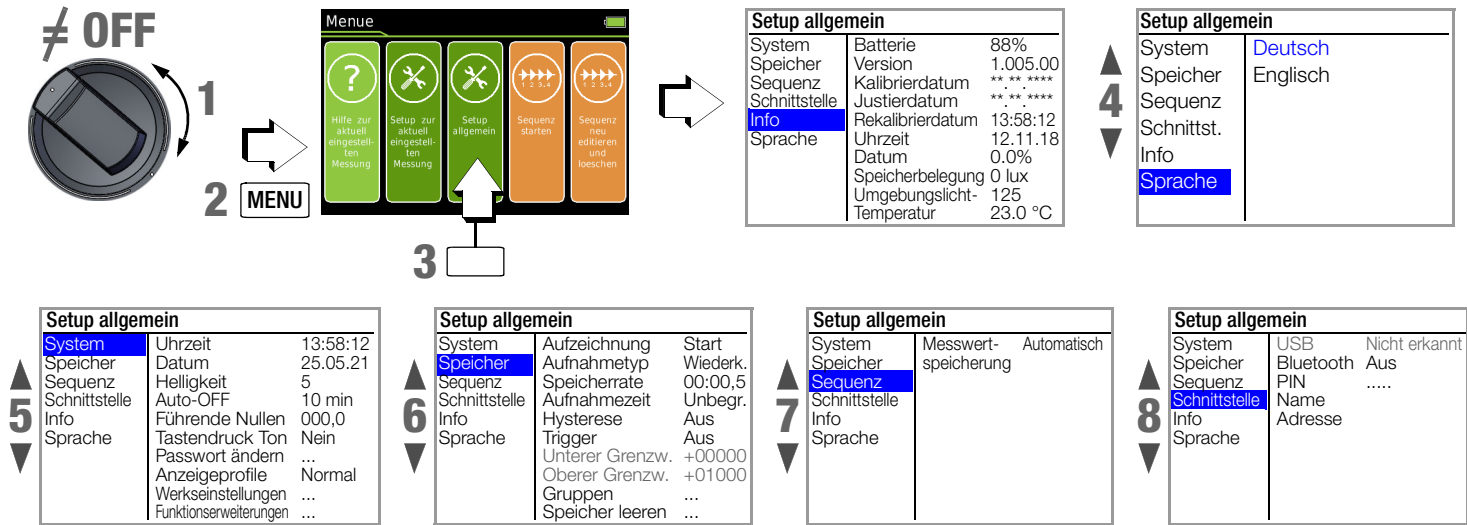 ≠ OFF
1
2 MENU
Menue
?
1 2 3.4
1 2 3.4
Hilfe zur
aktuell
eingestell-
ten
Messung
Setup zur
aktuell
eingestell-
ten
Messung
Setup
allgemein
Sequenz
starten
Sequenz
neu
editieren
und
loeschen
3
Setup allgemein
System
Speicher
Sequenz
Schnittstelle
Info
Sprache
Batterie 88%
Version 1.005.00
Kalibrierdatum **.**.****
Justierdatum **.**.****
Rekalibrierdatum 13:58:12
Uhrzeit 12.11.18
Datum 0.0%
Speicherbelegung 0 lux
Umgebungslicht- 125
Temperatur 23.0 °C
4
Setup allgemein
System
Speicher
Sequenz
Schnittst.
Info
Sprache
Deutsch
Englisch
5
Setup allgemein
System
Speicher
Sequenz
Schnittstelle
Info
Sprache
Uhrzeit 13:58:12
Datum 25.05.21
Helligkeit 5
Auto-OFF 10 min
Führende Nullen 000,0
Tastendruck Ton Nein
Passwort ändern ...
Anzeigeprofile Normal
Werkseinstellungen ...
Funktionserweiterungen ...
6
Setup allgemein
System
Speicher
Sequenz
Schnittstelle
Info
Sprache
Aufzeichnung Start
Aufnahmetyp Wiederk.
Speicherrate 00:00,5
Aufnahmezeit Unbegr.
Hysterese Aus
Trigger Aus
Unterer Grenzw. +00000
Oberer Grenzw. +01000
Gruppen ...
Speicher leeren ...
7
Setup allgemein
System
Speicher
Sequenz
Schnittstelle
Info
Sprache
Messwert- Automatisch
speicherung
8
Setup allgemein
System
Speicher
Sequenz
Schnittstelle
Info
Sprache
USB Nicht erkannt
Bluetooth Aus
PIN .....
Name
Adresse